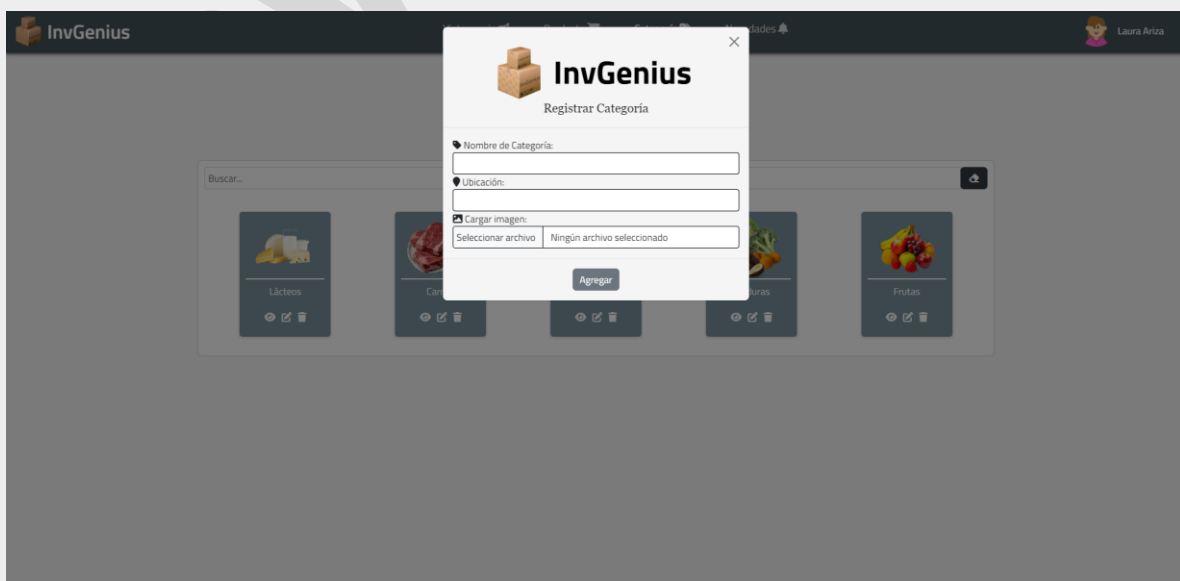 InvGenius
Laura Ariza
InvGenius
Registrar Categoría
Nombre de Categoría:
Ubicación:
Cargar imagen:
Seleccionar archivo Ningún archivo seleccionado
Agregar
Buscar...
Lácteos
Frutas